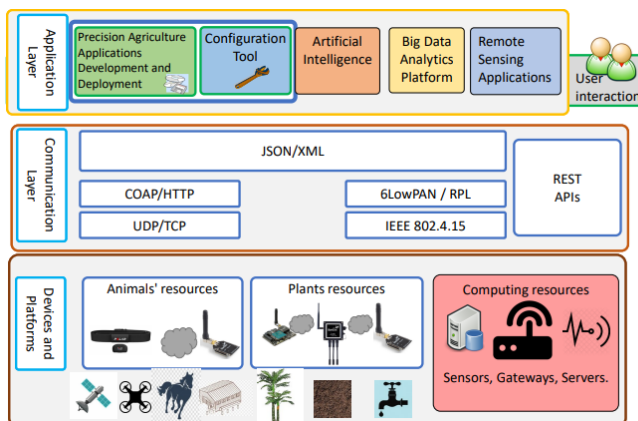 Application
Layer
Precision Agriculture
Applications
Development and
Deployment
Configuration
Tool
Artificial
Intelligence
Big Data
Analytics
Platform
Remote
Sensing
Applications
User
interaction
Communication
Layer
JSON/XML
COAP/HTTP
6LowPAN / RPL
UDP/TCP
IEEE 802.4.15
REST
APIs
Devices and
Platforms
Animals' resources
Plants resources
Computing resources
Sensors, Gateways, Servers.